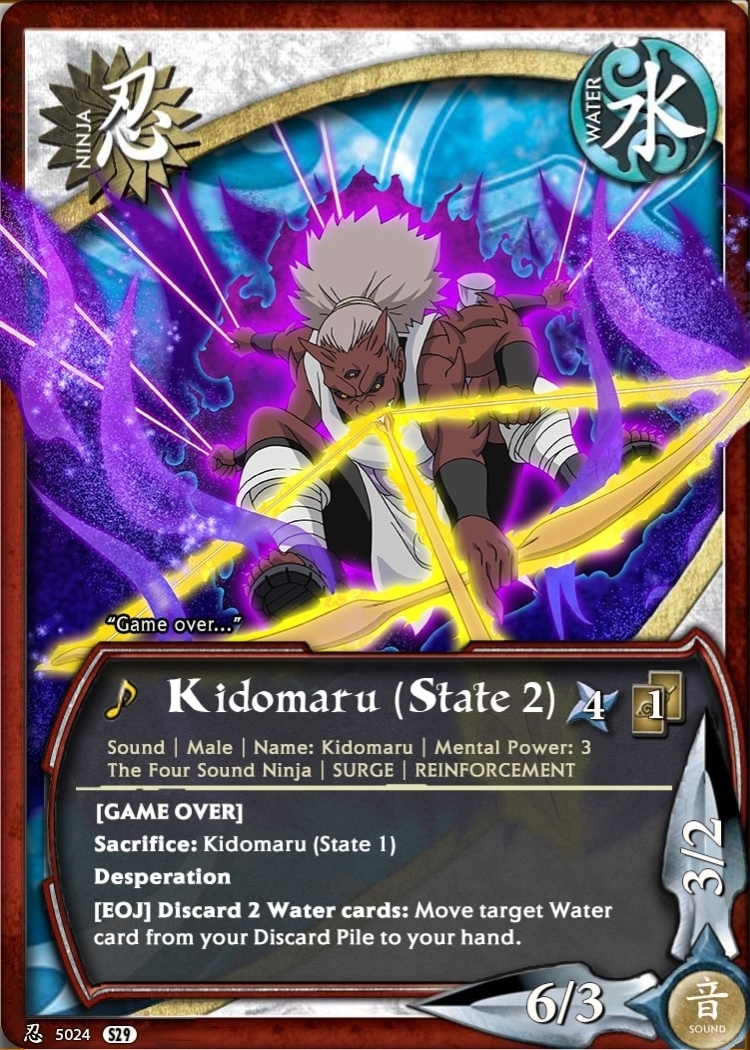 忍
NINJA
水
WATER
“Game over...”
Kidomaru (State 2)
4
1
Sound | Male | Name: Kidomaru | Mental Power: 3
The Four Sound Ninja | SURGE | REINFORCEMENT
[GAME OVER]
Sacrifice: Kidomaru (State 1)
Desperation
[EOJ] Discard 2 Water cards: Move target Water
card from your Discard Pile to your hand.
3/2
6/3
音
SOUND
忍 5024 S29